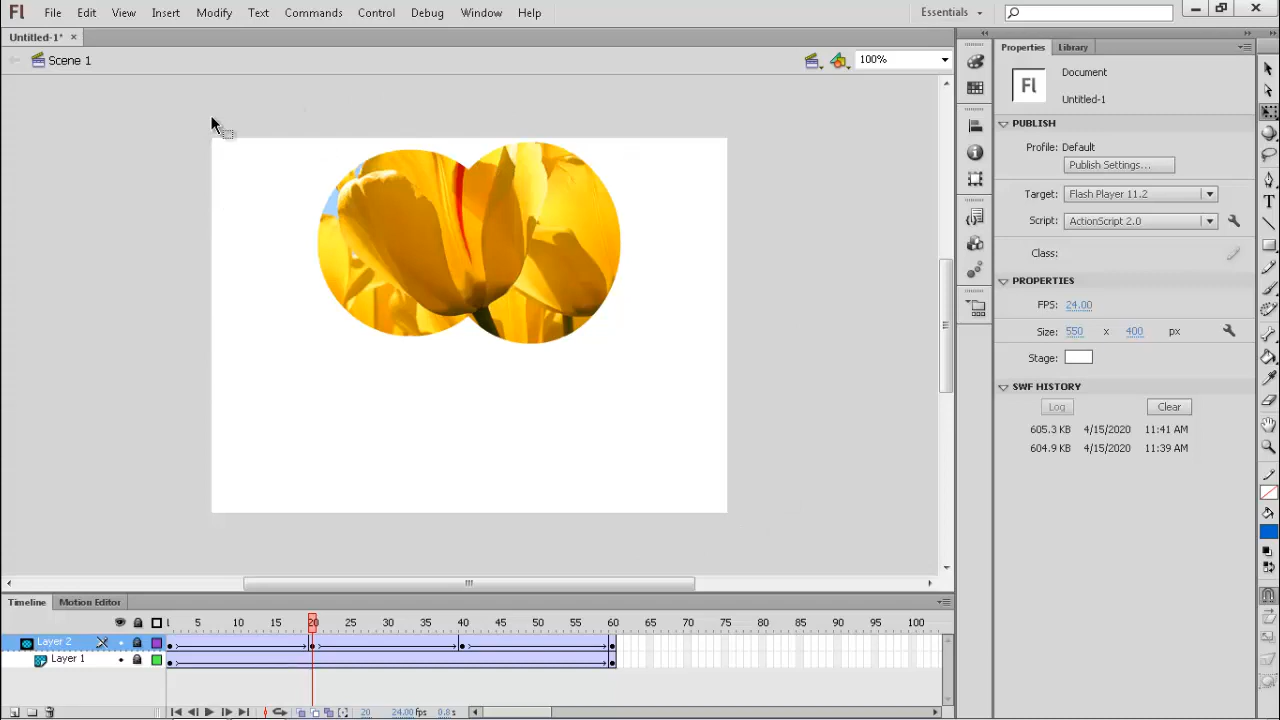 Fl File Edit View Insert Modify Text Commands Control Debug Window Help Essentials
Untitled-1* ×
Scene 1 100%
Properties Library
Fl Document
Untitled-1
PUBLISH
Profile: Default
Publish Settings...
Target: Flash Player 11.2
Script: ActionScript 2.0
Class:
PROPERTIES
FPS: 24.00
Size: 550 x 400 px
Stage:
SWF HISTORY
Log Clear
605.3 KB 4/15/2020 11:41 AM
604.9 KB 4/15/2020 11:39 AM
Timeline Motion Editor
1 5 10 15 20 25 30 35 40 45 50 55 60 65 70 75 80 85 90 95 100
Layer 2
Layer 1
20 24.00 fps 0.8 s